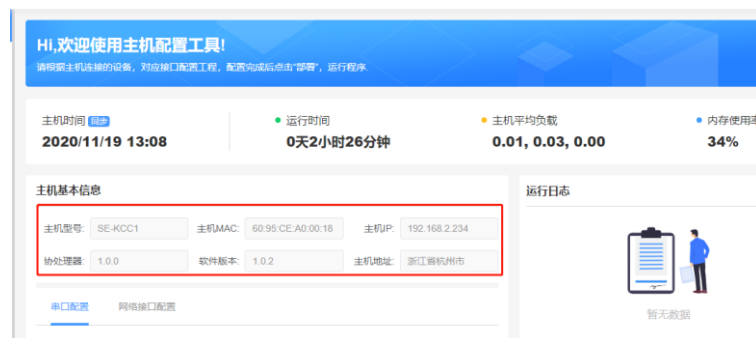 Hi,欢迎使用主机配置工具!
请根据主机连接的设备，对应接口配置工程，配置完成后点击“部署”，运行程序.
主机时间 同步
运行时间
主机平均负载
内存使用率
2020/11/19 13:08
0天2小时26分钟
0.01, 0.03, 0.00
34%
主机基本信息
运行日志
主机型号: SE-KCC1 主机MAC: 60:95:CE:A0:00:18 主机IP: 192.168.2.234
协处理器: 1.0.0 软件版本: 1.0.2 主机地址: 浙江省杭州市
串口配置 网络接口配置
暂无数据